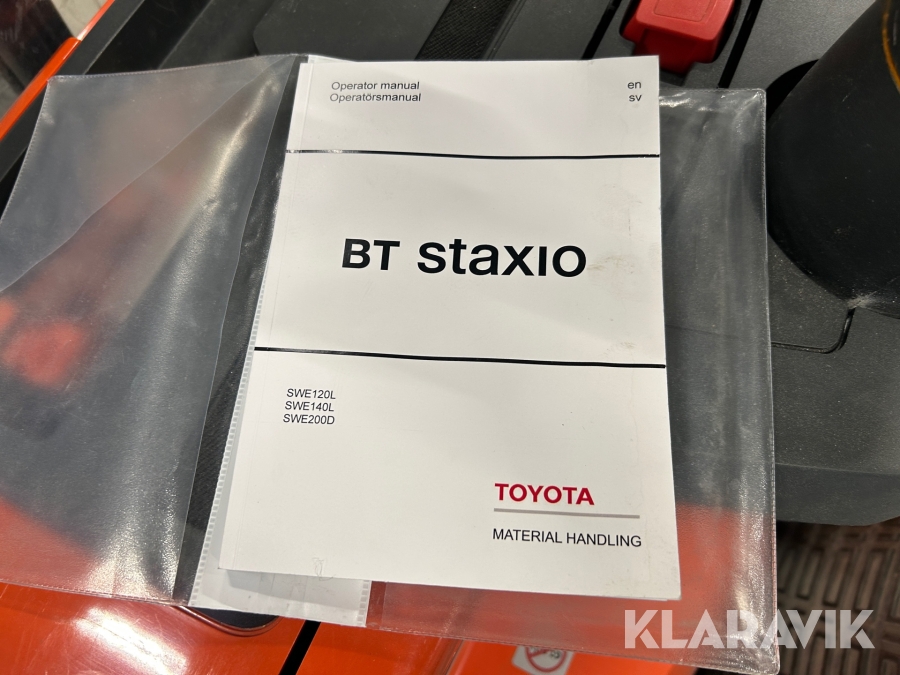 Operator manual en
Operatörsmanual sv
BT staxio
SWE120L
SWE140L
SWE200D
TOYOTA
MATERIAL HANDLING
KLARAVIK